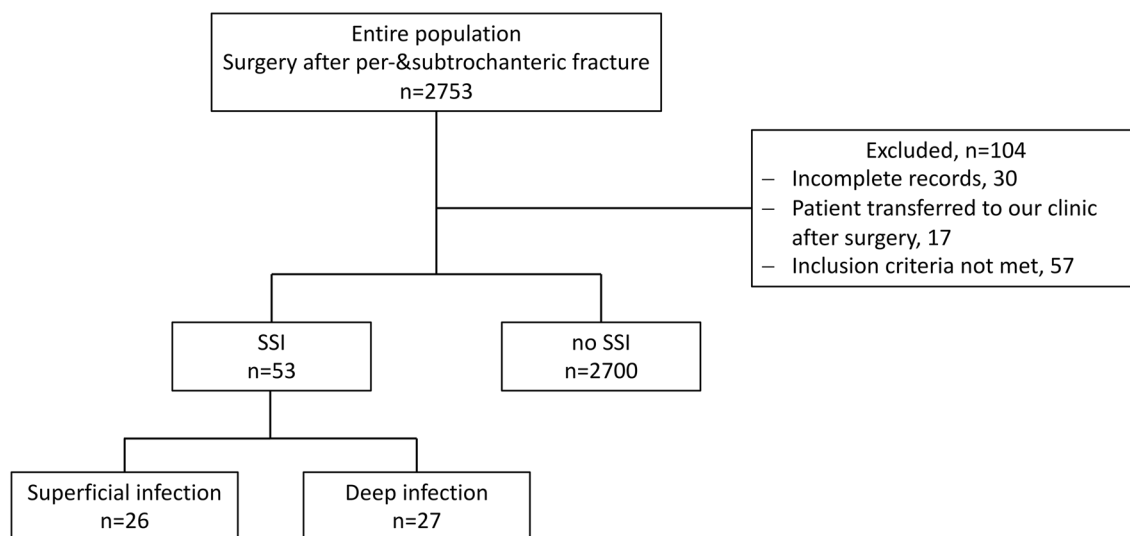 Entire population
Surgery after per-&subtrochanteric fracture
n=2753
Excluded, n=104
– Incomplete records, 30
– Patient transferred to our clinic
after surgery, 17
– Inclusion criteria not met, 57
SSI
n=53
no SSI
n=2700
Superficial infection
n=26
Deep infection
n=27